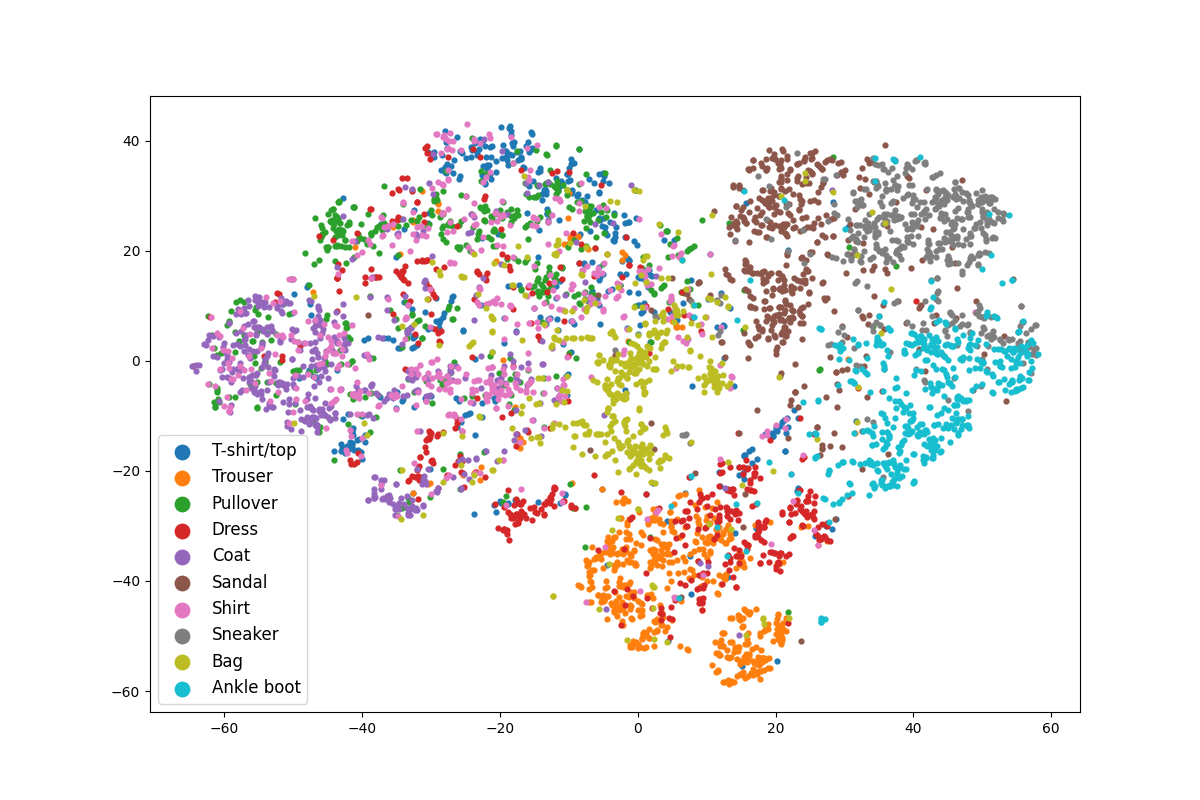 40
20
0
−20
−40
−60
T-shirt/top
Trouser
Pullover
Dress
Coat
Sandal
Shirt
Sneaker
Bag
Ankle boot
−60 −40 −20 0 20 40 60